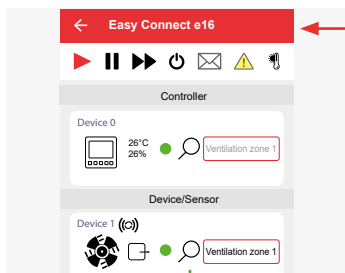 Easy Connect e16
Controller
Device 0
26°C
26%
Ventilation zone 1
Device/Sensor
Device 1
Ventilation zone 1